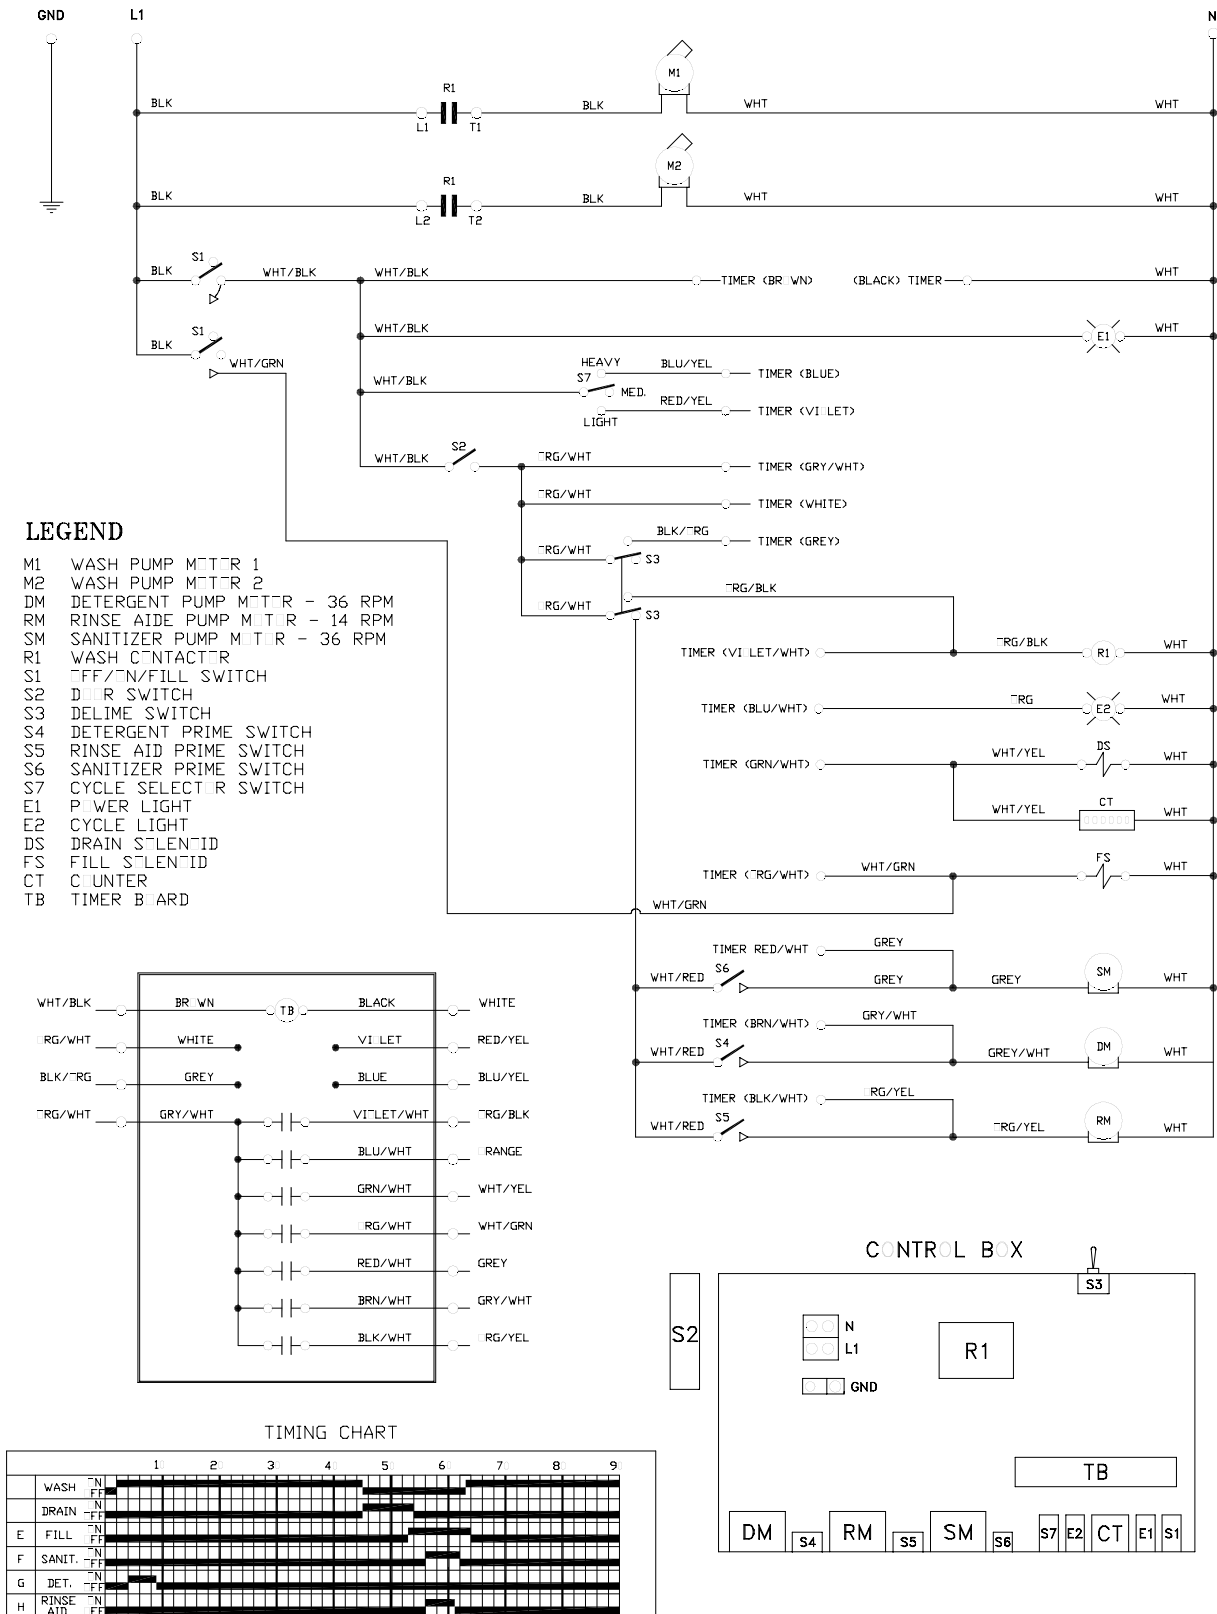 GND L1 N
M1
R1
BLK BLK WHT WHT
L1 T1
M2
R1
BLK BLK WHT WHT
L2 T2
S1
BLK WHT/BLK WHT/BLK TIMER (BROWN) (BLACK) TIMER WHT
S1
BLK WHT/BLK E1 WHT
WHT/GRN
HEAVY BLU/YEL TIMER (BLUE)
S7
WHT/BLK MED.
RED/YEL TIMER (VIOLET)
LIGHT
S2
WHT/BLK ORG/WHT TIMER (GRY/WHT)
ORG/WHT TIMER (WHITE)
BLK/ORG TIMER (GREY)
ORG/WHT S3
ORG/BLK
ORG/WHT S3
TIMER (VIOLET/WHT) ORG/BLK R1 WHT
TIMER (BLU/WHT) ORG E2 WHT
DS
TIMER (GRN/WHT) WHT/YEL WHT
CT
WHT/YEL WHT
FS
TIMER (ORG/WHT) WHT/GRN WHT
WHT/GRN
TIMER RED/WHT GREY
S6 SM
WHT/RED GREY GREY WHT
TIMER (BRN/WHT) GRY/WHT
S4 DM
WHT/RED GREY/WHT WHT
TIMER (BLK/WHT) ORG/YEL
S5 RM
WHT/RED ORG/YEL WHT
LEGEND
M1 WASH PUMP MOTOR 1
M2 WASH PUMP MOTOR 2
DM DETERGENT PUMP MOTOR - 36 RPM
RM RINSE AIDE PUMP MOTOR - 14 RPM
SM SANITIZER PUMP MOTOR - 36 RPM
R1 WASH CONTACTOR
S1 OFF/ON/FILL SWITCH
S2 DOOR SWITCH
S3 DELIME SWITCH
S4 DETERGENT PRIME SWITCH
S5 RINSE AID PRIME SWITCH
S6 SANITIZER PRIME SWITCH
S7 CYCLE SELECTOR SWITCH
E1 POWER LIGHT
E2 CYCLE LIGHT
DS DRAIN SOLENOID
FS FILL SOLENOID
CT COUNTER
TB TIMER BOARD
WHT/BLK BROWN TB BLACK WHITE
ORG/WHT WHITE VIOLET RED/YEL
BLK/ORG GREY BLUE BLU/YEL
ORG/WHT GRY/WHT VIOLET/WHT ORG/BLK
BLU/WHT ORANGE
GRN/WHT WHT/YEL
ORG/WHT WHT/GRN
RED/WHT GREY
BRN/WHT GRY/WHT
BLK/WHT ORG/YEL
CONTROL BOX
S3
S2
N
L1
GND
R1
TB
DM S4 RM S5 SM S6 S7 E2 CT E1 S1
TIMING CHART
1 2 3 4 5 6 7 8 9
WASH ON
OFF
DRAIN ON
OFF
E FILL ON
OFF
F SANIT. ON
OFF
G DET. ON
OFF
H RINSE AID ON
OFF